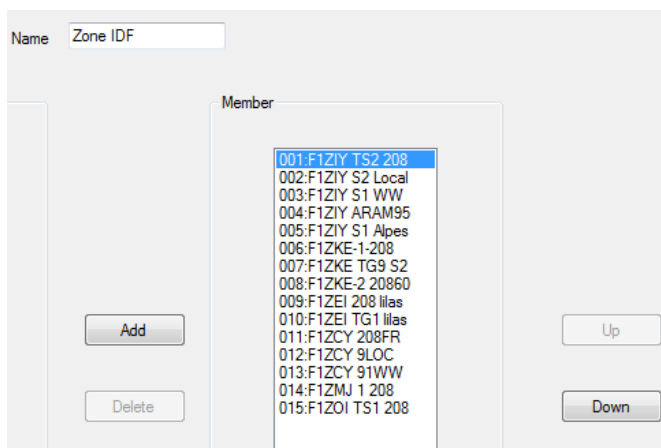 Name Zone IDF
Member
001:F1ZIY TS2 208
002:F1ZIY S2 Local
003:F1ZIY S1 WW
004:F1ZIY ARAM95
005:F1ZIY S1 Alpes
006:F1ZKE-1-208
007:F1ZKE TG9 S2
008:F1ZKE-2 20860
009:F1ZEI 208 lilas
010:F1ZEI TG1 lilas
011:F1ZCY 208FR
012:F1ZCY 9LOC
013:F1ZCY 91WW
014:F1ZMJ 1 208
015:F1ZOI TS1 208
Add
Delete
Up
Down